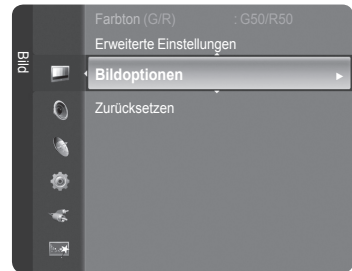 Bild
Farbton (G/R) : G50/R50
Erweiterte Einstellungen
Bildoptionen
Zurücksetzen